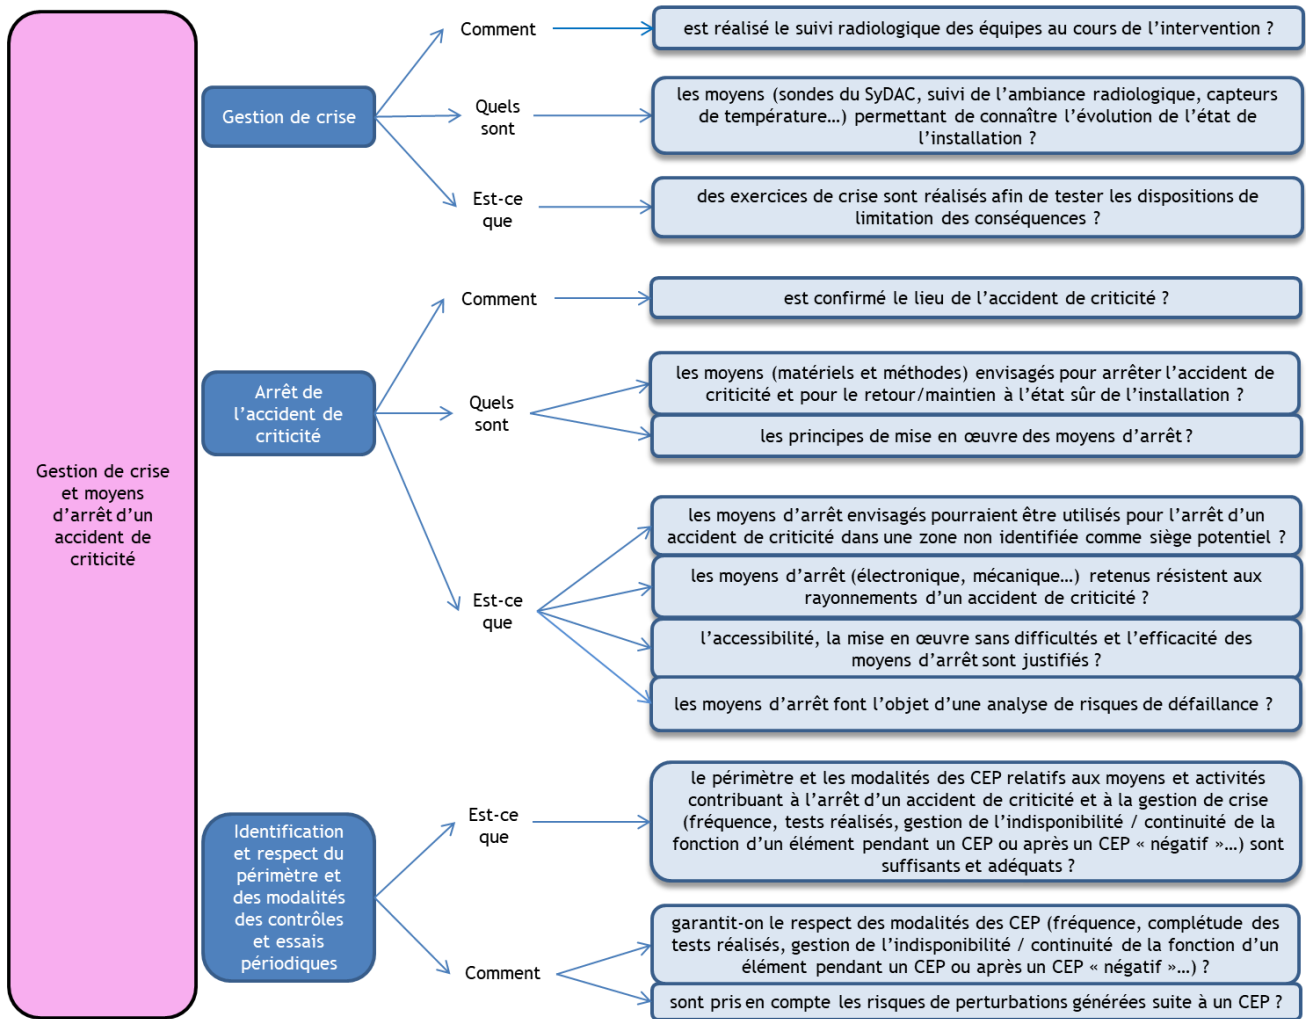 Gestion de crise
et moyens
d’arrêt d’un
accident de
criticité
Gestion de crise
Comment
est réalisé le suivi radiologique des équipes au cours de l’intervention ?
Quels
sont
les moyens (sondes du SyDAC, suivi de l’ambiance radiologique, capteurs
de température…) permettant de connaître l’évolution de l’état de
l’installation ?
Est-ce
que
des exercices de crise sont réalisés afin de tester les dispositions de
limitation des conséquences ?
Arrêt de
l’accident de
criticité
Comment
est confirmé le lieu de l’accident de criticité ?
Quels
sont
les moyens (matériels et méthodes) envisagés pour arrêter l’accident de
criticité et pour le retour/maintien à l’état sûr de l’installation ?
les principes de mise en œuvre des moyens d’arrêt ?
Est-ce
que
les moyens d’arrêt envisagés pourraient être utilisés pour l’arrêt d’un
accident de criticité dans une zone non identifiée comme siège potentiel ?
les moyens d’arrêt (électronique, mécanique…) retenus résistent aux
rayonnements d’un accident de criticité ?
l’accessibilité, la mise en œuvre sans difficultés et l’efficacité des
moyens d’arrêt sont justifiés ?
les moyens d’arrêt font l’objet d’une analyse de risques de défaillance ?
Identification
et respect du
périmètre et
des modalités
des contrôles
et essais
périodiques
Est-ce
que
le périmètre et les modalités des CEP relatifs aux moyens et activités
contribuant à l’arrêt d’un accident de criticité et à la gestion de crise
(fréquence, tests réalisés, gestion de l’indisponibilité / continuité de la
fonction d’un élément pendant un CEP ou après un CEP « négatif »…) sont
suffisants et adéquats ?
Comment
garantit-on le respect des modalités des CEP (fréquence, complétude des
tests réalisés, gestion de l’indisponibilité / continuité de la fonction d’un
élément pendant un CEP ou après un CEP « négatif »…) ?
sont pris en compte les risques de perturbations générées suite à un CEP ?